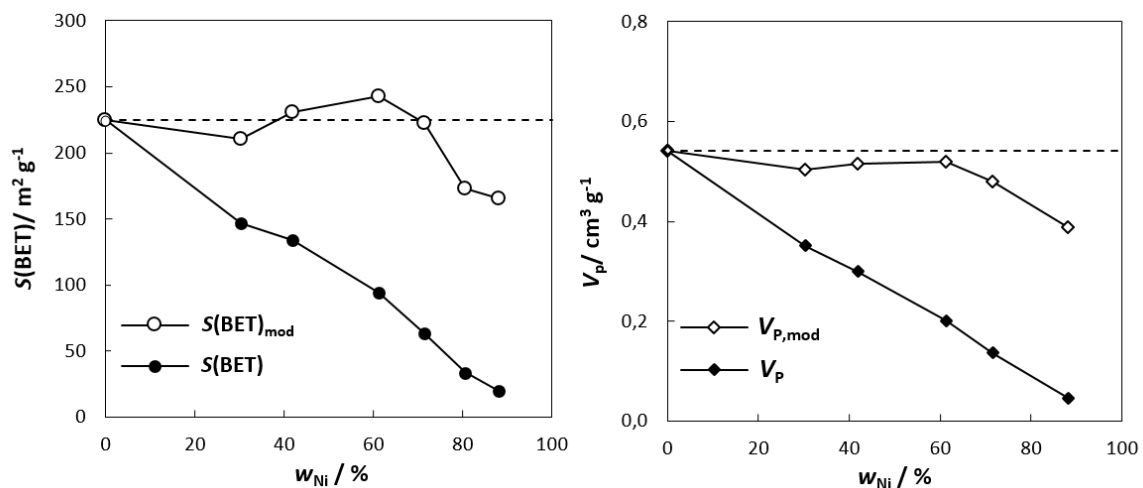 300
250
200
150
100
50
0
S(BET)/ m² g⁻¹
S(BET)mod
S(BET)
0 20 40 60 80 100
wNi / %
0,8
0,6
0,4
0,2
0,0
Vp/ cm³ g⁻¹
VP,mod
VP
0 20 40 60 80 100
wNi / %